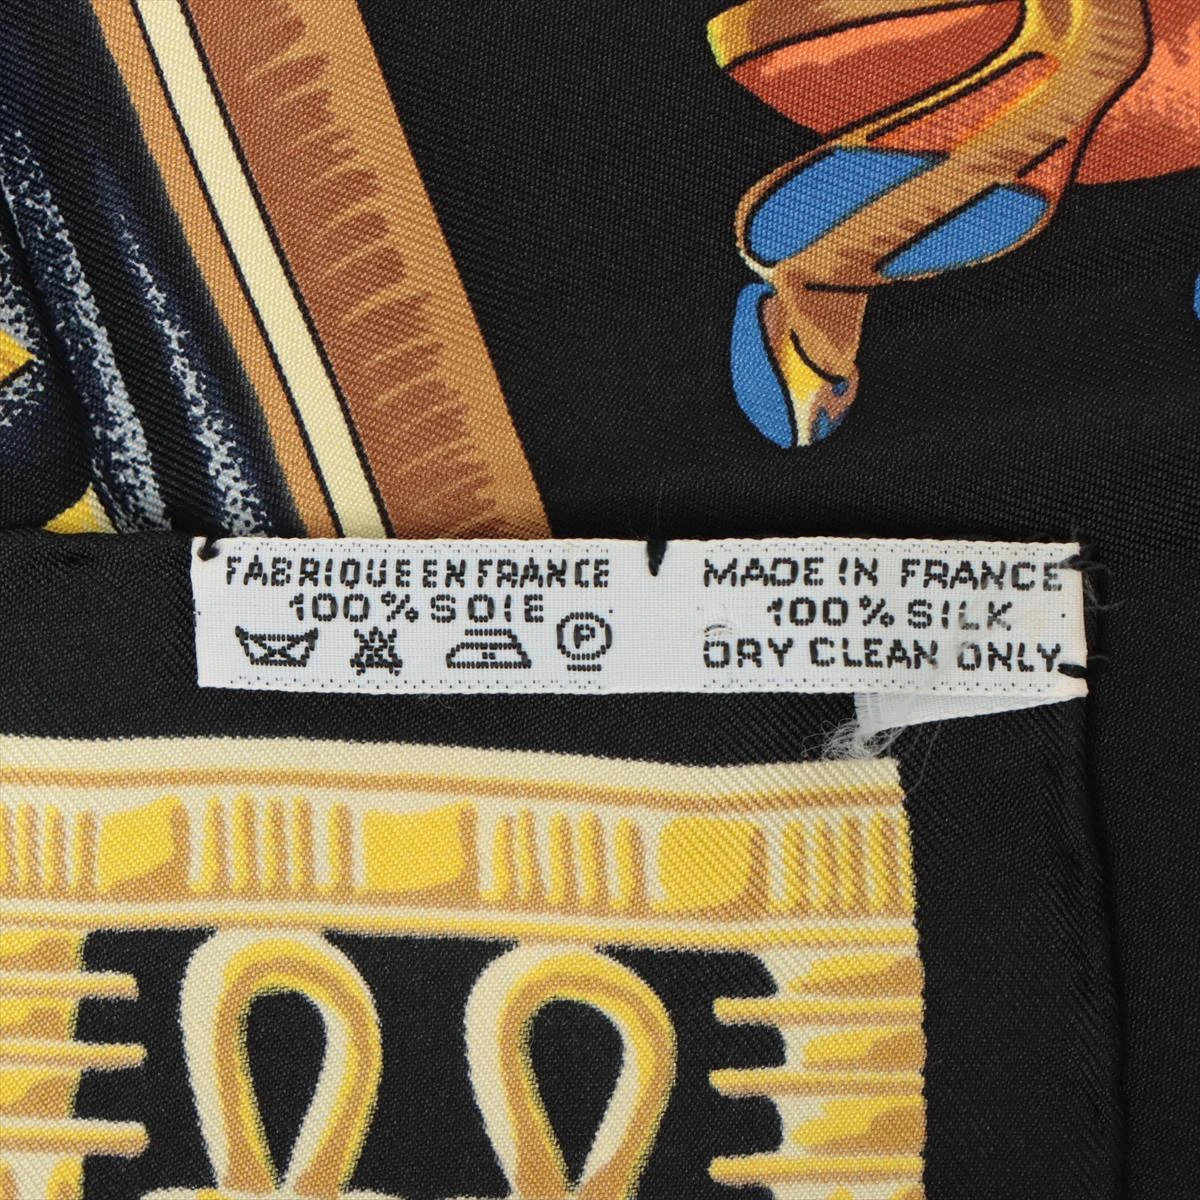 FABRIQUE EN FRANCE
100% SOIE
P
MADE IN FRANCE
100% SILK
DRY CLEAN ONLY